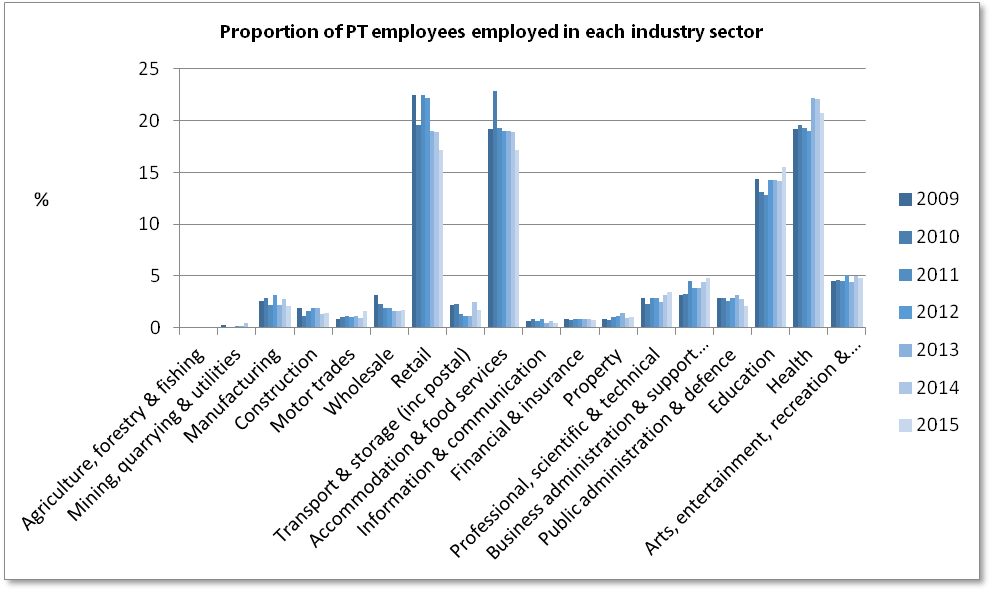 Proportion of PT employees employed in each industry sector
25
20
15
10
5
0
%
Agriculture, forestry & fishing
Mining, quarrying & utilities
Manufacturing
Construction
Motor trades
Wholesale
Retail
Transport & storage (inc postal)
Accommodation & food services
Information & communication
Financial & insurance
Property
Professional, scientific & technical
Business administration & support...
Public administration & defence
Education
Health
Arts, entertainment, recreation &...
2009
2010
2011
2012
2013
2014
2015